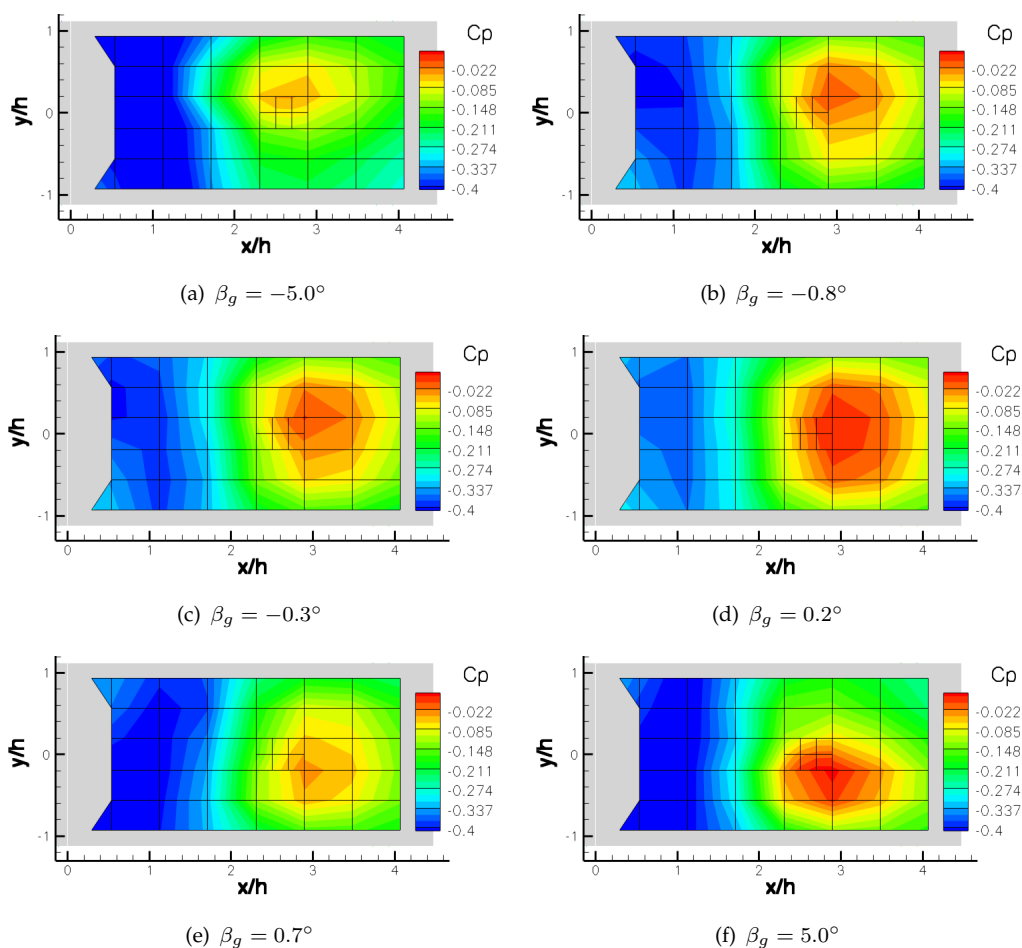 Cp
-0.022
-0.085
-0.148
-0.211
-0.274
-0.337
-0.4
y/h
1
0
-1
0 1 2 3 4
x/h
(a) βg = −5.0°
Cp
-0.022
-0.085
-0.148
-0.211
-0.274
-0.337
-0.4
y/h
1
0
-1
0 1 2 3 4
x/h
(b) βg = −0.8°
Cp
-0.022
-0.085
-0.148
-0.211
-0.274
-0.337
-0.4
y/h
1
0
-1
0 1 2 3 4
x/h
(c) βg = −0.3°
Cp
-0.022
-0.085
-0.148
-0.211
-0.274
-0.337
-0.4
y/h
1
0
-1
0 1 2 3 4
x/h
(d) βg = 0.2°
Cp
-0.022
-0.085
-0.148
-0.211
-0.274
-0.337
-0.4
y/h
1
0
-1
0 1 2 3 4
x/h
(e) βg = 0.7°
Cp
-0.022
-0.085
-0.148
-0.211
-0.274
-0.337
-0.4
y/h
1
0
-1
0 1 2 3 4
x/h
(f) βg = 5.0°